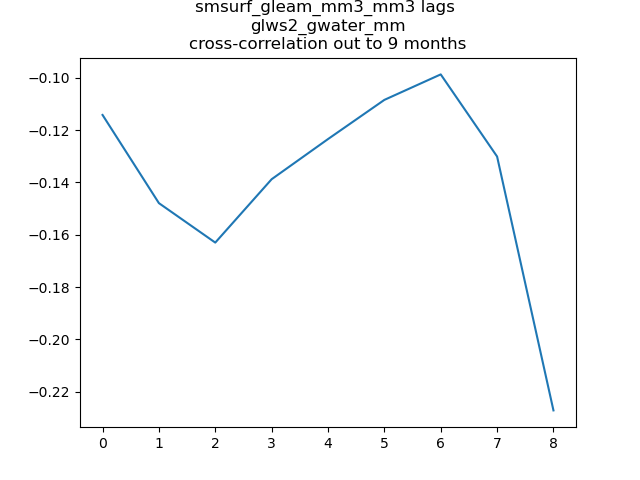 smsurf_gleam_mm3_mm3 lags
glws2_gwater_mm
cross-correlation out to 9 months
−0.10
−0.12
−0.14
−0.16
−0.18
−0.20
−0.22
0 1 2 3 4 5 6 7 8